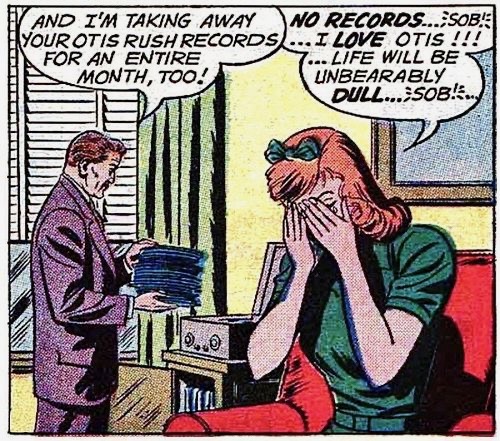 AND I'M TAKING AWAY
YOUR OTIS RUSH RECORDS
FOR AN ENTIRE
MONTH, TOO!
NO RECORDS...SOB!...
...I LOVE OTIS!!!
...LIFE WILL BE
UNBEARABLY
DULL...SOB!...